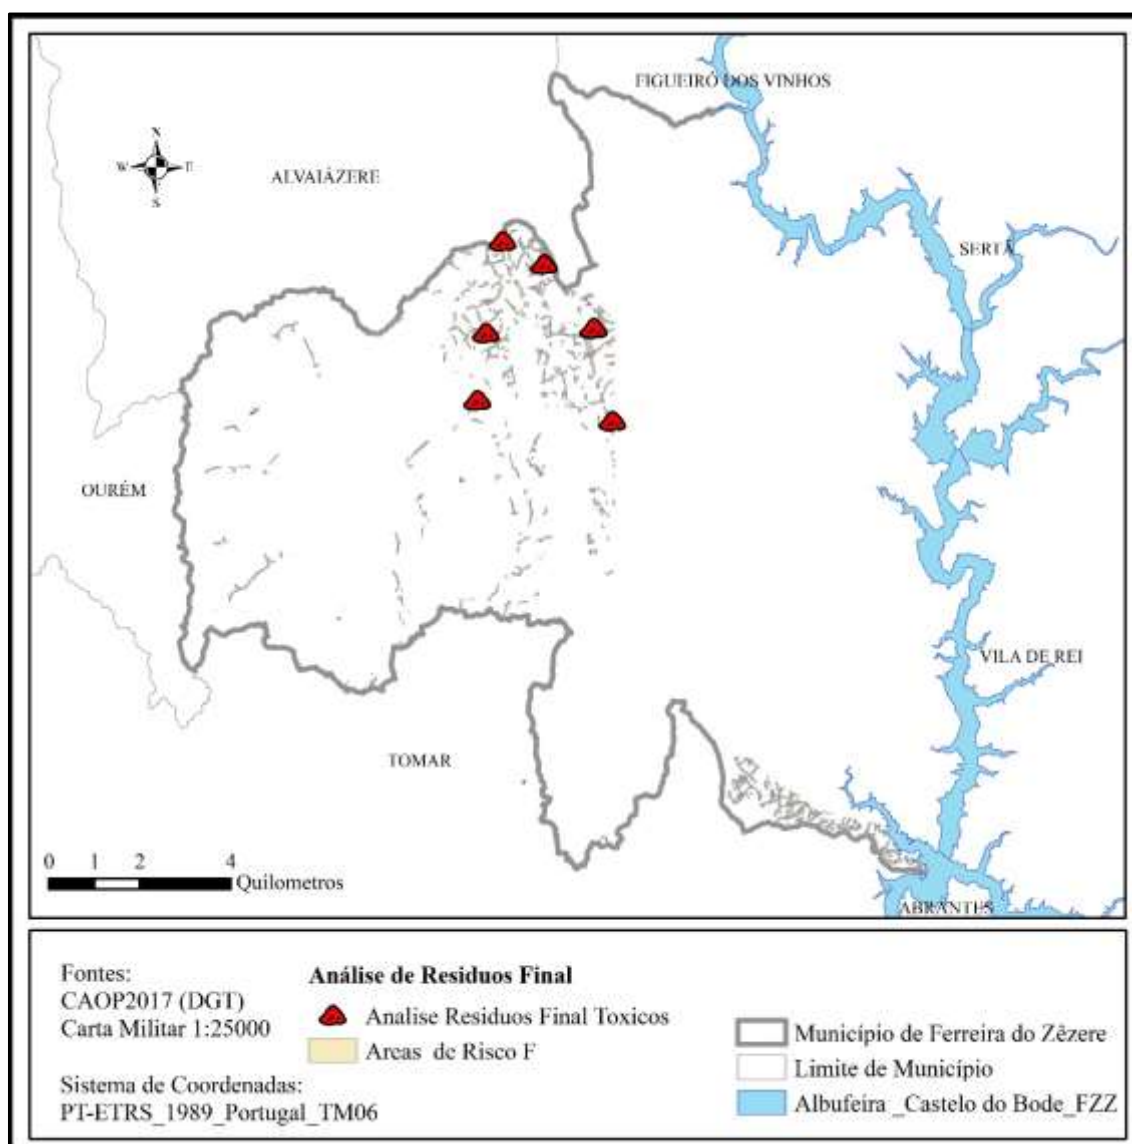 FIGUEIRÓ DOS VINHOS
N
W E
S
ALVAIÁZERE
SERTÃ
OURÉM
VILA DE REI
TOMAR
0 1 2 4
Quilometros
ABRANTES
Fontes:
CAOP2017 (DGT)
Carta Militar 1:25000
Sistema de Coordenadas:
PT-ETRS_1989_Portugal_TM06
Análise de Residuos Final
Analise Residuos Final Toxicos
Areas de Risco F
Município de Ferreira do Zêzere
Limite de Município
Albufeira _Castelo do Bode_FZZ